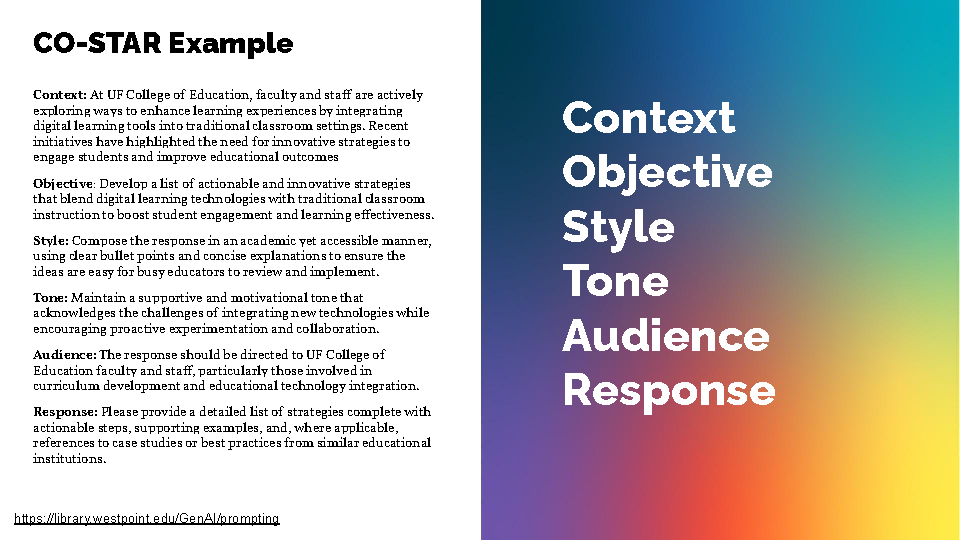 CO-STAR Example
Context: At UF College of Education, faculty and staff are actively
exploring ways to enhance learning experiences by integrating
digital learning tools into traditional classroom settings. Recent
initiatives have highlighted the need for innovative strategies to
engage students and improve educational outcomes
Objective: Develop a list of actionable and innovative strategies
that blend digital learning technologies with traditional classroom
instruction to boost student engagement and learning effectiveness.
Style: Compose the response in an academic yet accessible manner,
using clear bullet points and concise explanations to ensure the
ideas are easy for busy educators to review and implement.
Tone: Maintain a supportive and motivational tone that
acknowledges the challenges of integrating new technologies while
encouraging proactive experimentation and collaboration.
Audience: The response should be directed to UF College of
Education faculty and staff, particularly those involved in
curriculum development and educational technology integration.
Response: Please provide a detailed list of strategies complete with
actionable steps, supporting examples, and, where applicable,
references to case studies or best practices from similar educational
institutions.
https://library.westpoint.edu/GenAI/prompting
Context
Objective
Style
Tone
Audience
Response